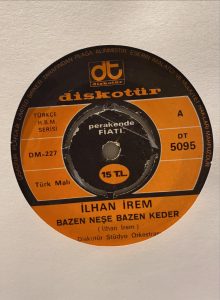 dt
diskotür
TÜRKÇE
H.B.M.
SERİSİ
perakende
FİATI
A
DT
5095
DM-227
Türk Malı
15 TL.
İLHAN İREM
BAZEN NEŞE BAZEN KEDER
( İlhan İrem )
Diskotür Stüdyo Orkestrası